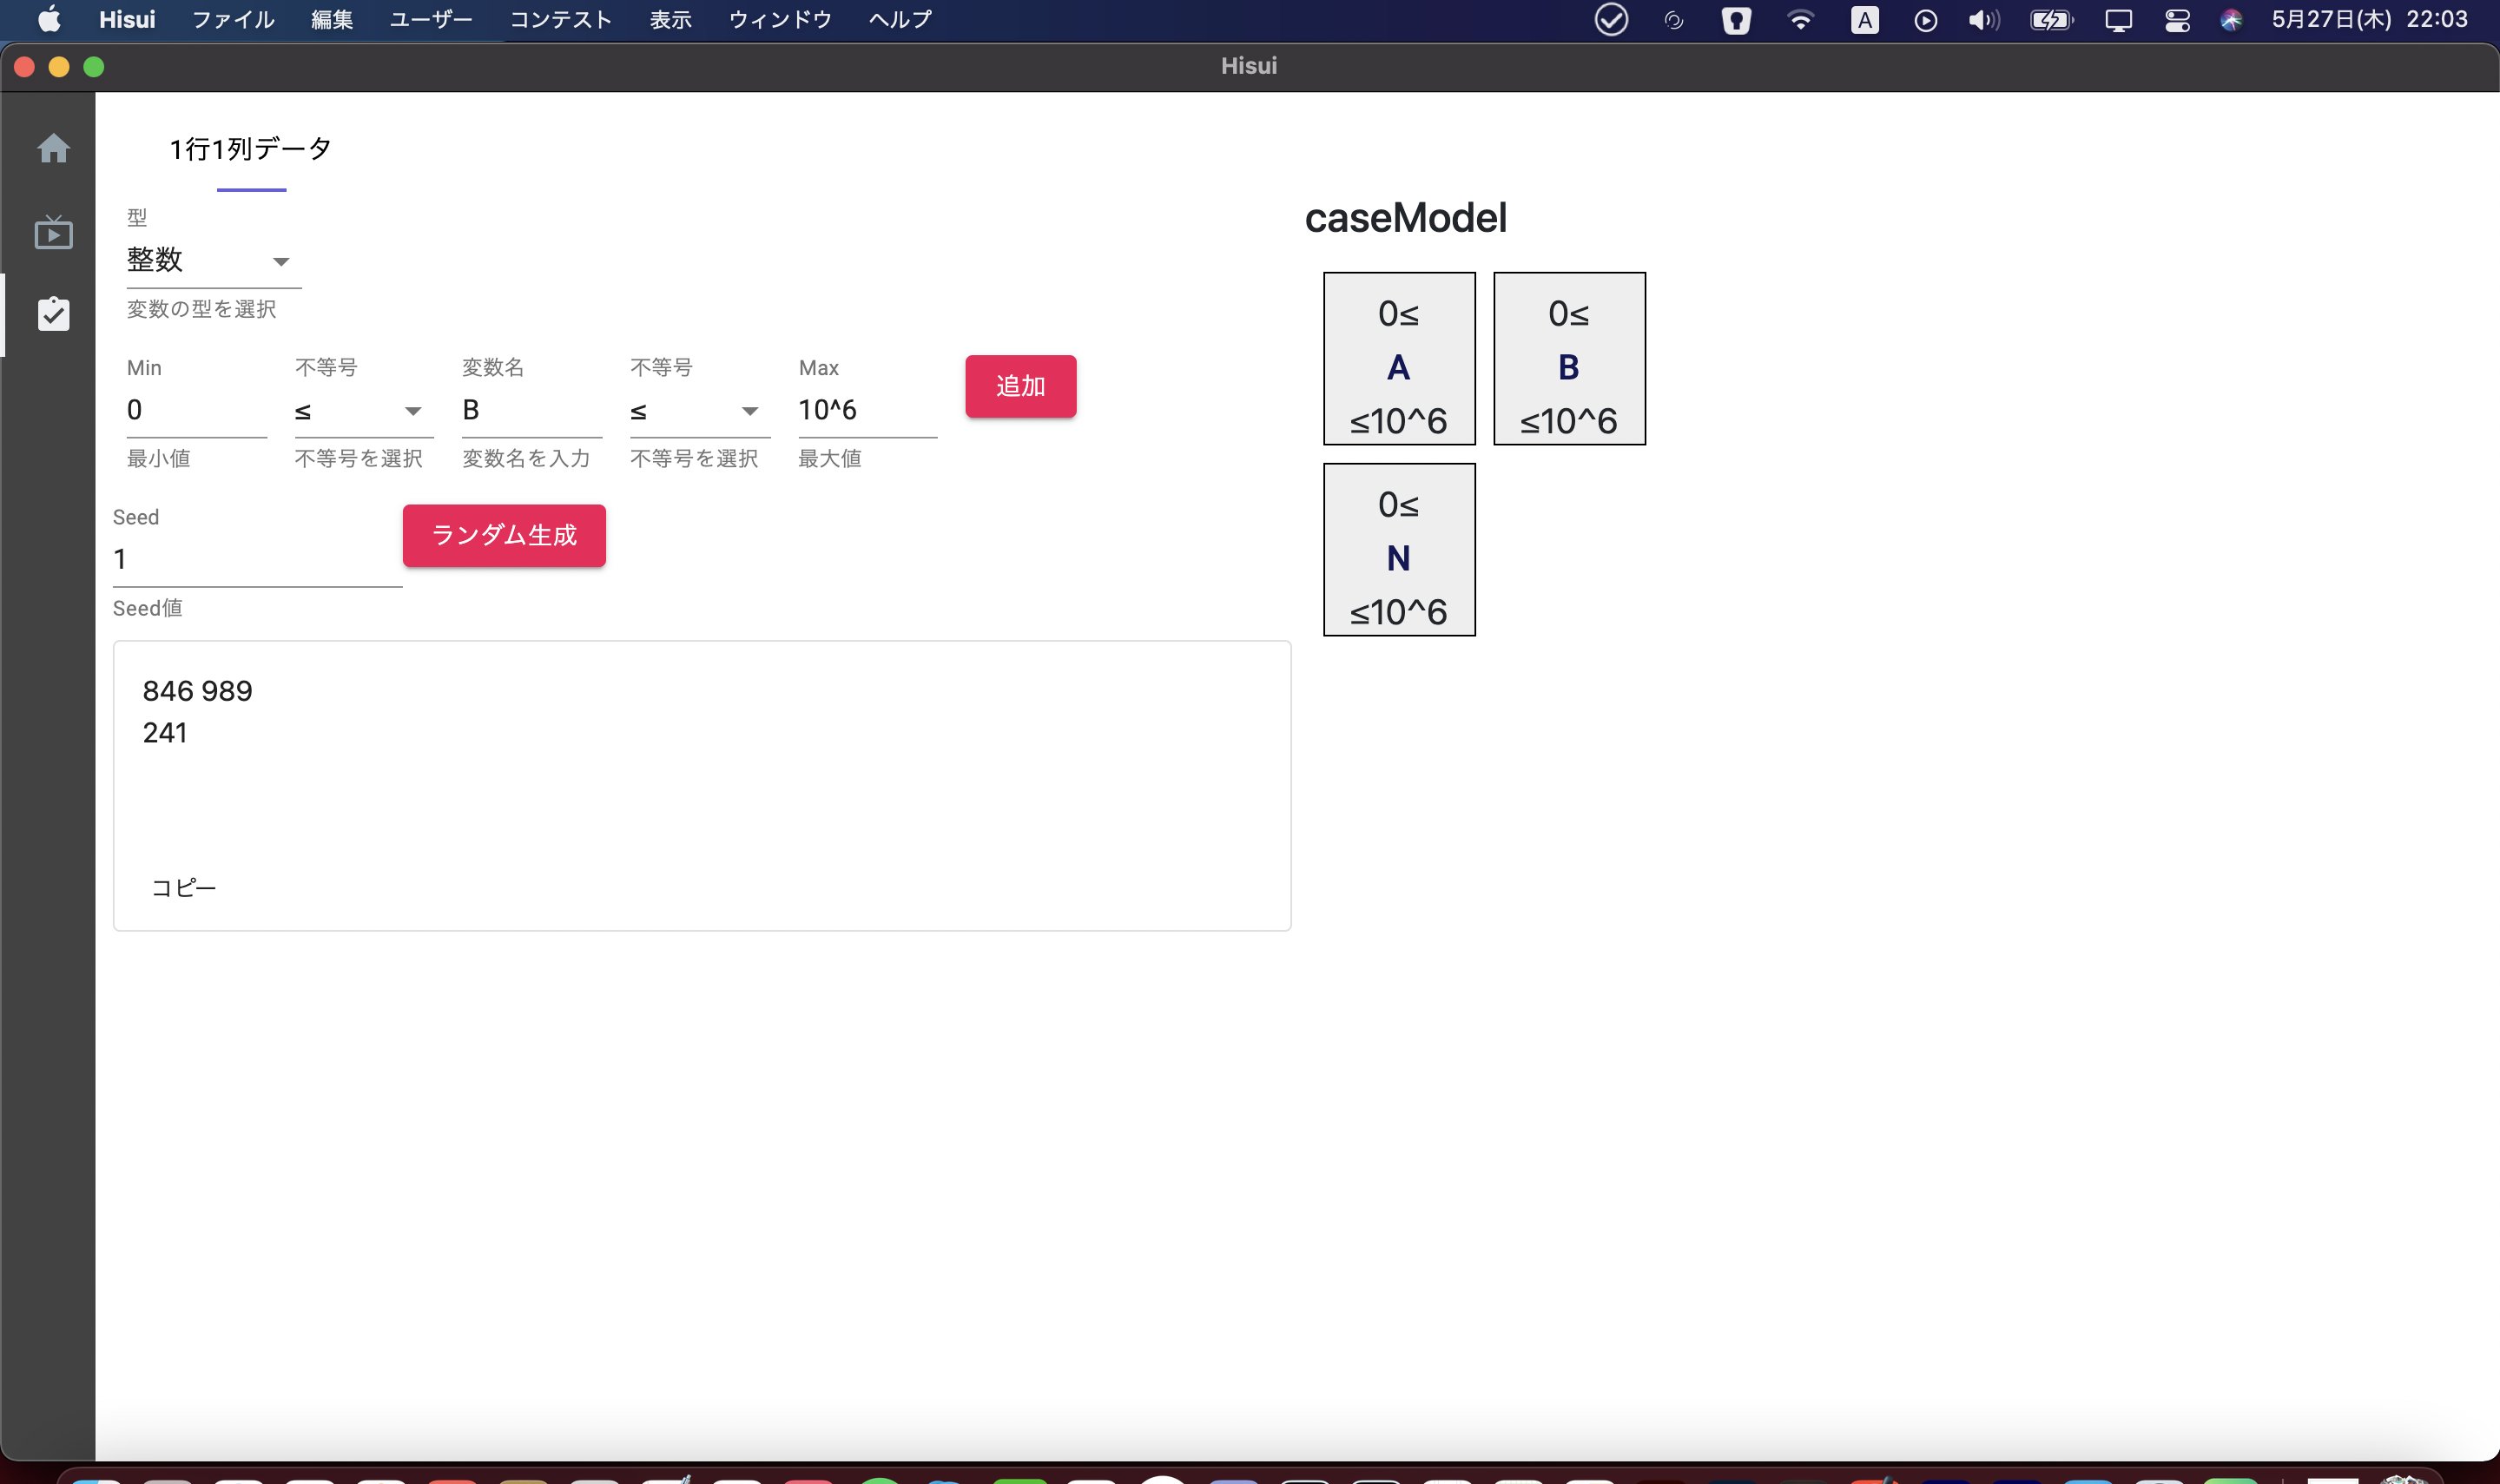 Hisui ファイル 編集 ユーザー コンテスト 表示 ウィンドウ ヘルプ A 5月27日(木) 22:03
Hisui
1行1列データ
型
整数
変数の型を選択
Min 不等号 変数名 不等号 Max
0 ≤ B ≤ 10^6 追加
最小値 不等号を選択 変数名を入力 不等号を選択 最大値
Seed
1 ランダム生成
Seed値
846 989
241
コピー
caseModel
0≤ 0≤
A B
≤10^6 ≤10^6
0≤
N
≤10^6